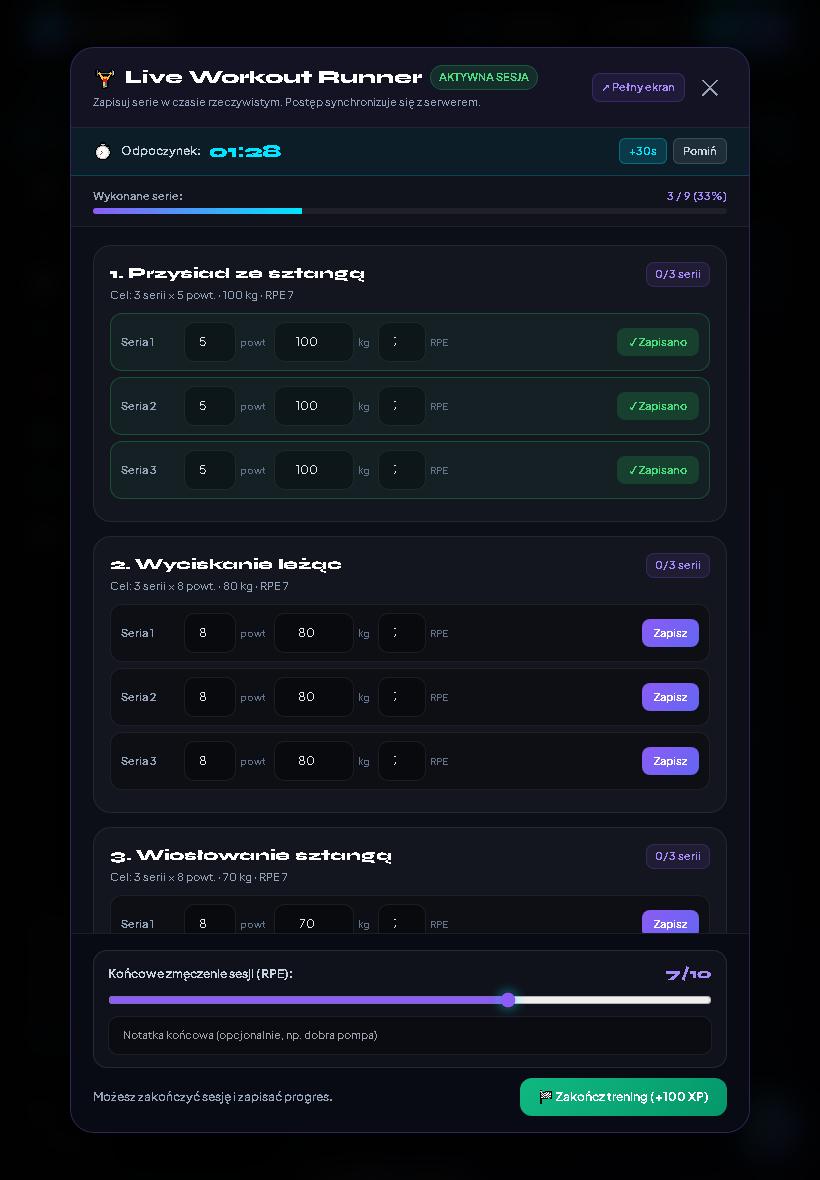 Live Workout Runner AKTYWNA SESJA
Zapisuj serie w czasie rzeczywistym. Postęp synchronizuje się z serwerem.
↗ Pełny ekran
Odpoczynek: 01:28
+30s Pomiń
Wykonane serie: 3 / 9 (33%)
1. Przysiad ze sztangą 0/3 serii
Cel: 3 serii x 5 powt. · 100 kg · RPE 7
Seria 1 5 powt 100 kg RPE ✓ Zapisano
Seria 2 5 powt 100 kg RPE ✓ Zapisano
Seria 3 5 powt 100 kg RPE ✓ Zapisano
2. Wyciskanie leżąc 0/3 serii
Cel: 3 serii x 8 powt. · 80 kg · RPE 7
Seria 1 8 powt 80 kg RPE Zapisz
Seria 2 8 powt 80 kg RPE Zapisz
Seria 3 8 powt 80 kg RPE Zapisz
3. Wiosłowanie sztangą 0/3 serii
Cel: 3 serii x 8 powt. · 70 kg · RPE 7
Seria 1 8 powt 70 kg RPE Zapisz
Końcowe zmęczenie sesji (RPE): 7/10
Notatka końcowa (opcjonalnie, np. dobra pompa)
Możesz zakończyć sesję i zapisać progres.
Zakończ trening (+100 XP)